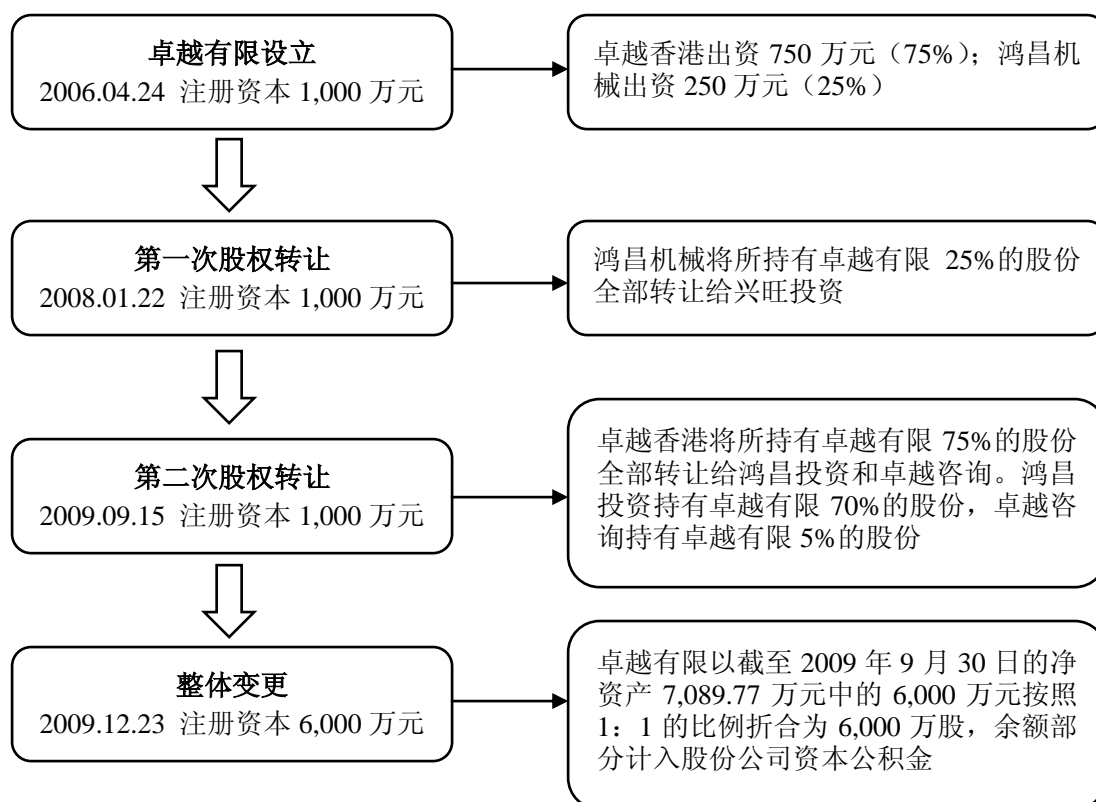 卓越有限设立
2006.04.24 注册资本 1,000 万元
卓越香港出资 750 万元（75%）；鸿昌机
械出资 250 万元（25%）
第一次股权转让
2008.01.22 注册资本 1,000 万元
鸿昌机械将所持有卓越有限 25%的股份
全部转让给兴旺投资
第二次股权转让
2009.09.15 注册资本 1,000 万元
卓越香港将所持有卓越有限 75%的股份
全部转让给鸿昌投资和卓越咨询。鸿昌
投资持有卓越有限 70%的股份，卓越咨
询持有卓越有限 5%的股份
整体变更
2009.12.23 注册资本 6,000 万元
卓越有限以截至 2009 年 9 月 30 日的净
资产 7,089.77 万元中的 6,000 万元按照
1：1 的比例折合为 6,000 万股，余额部
分计入股份公司资本公积金